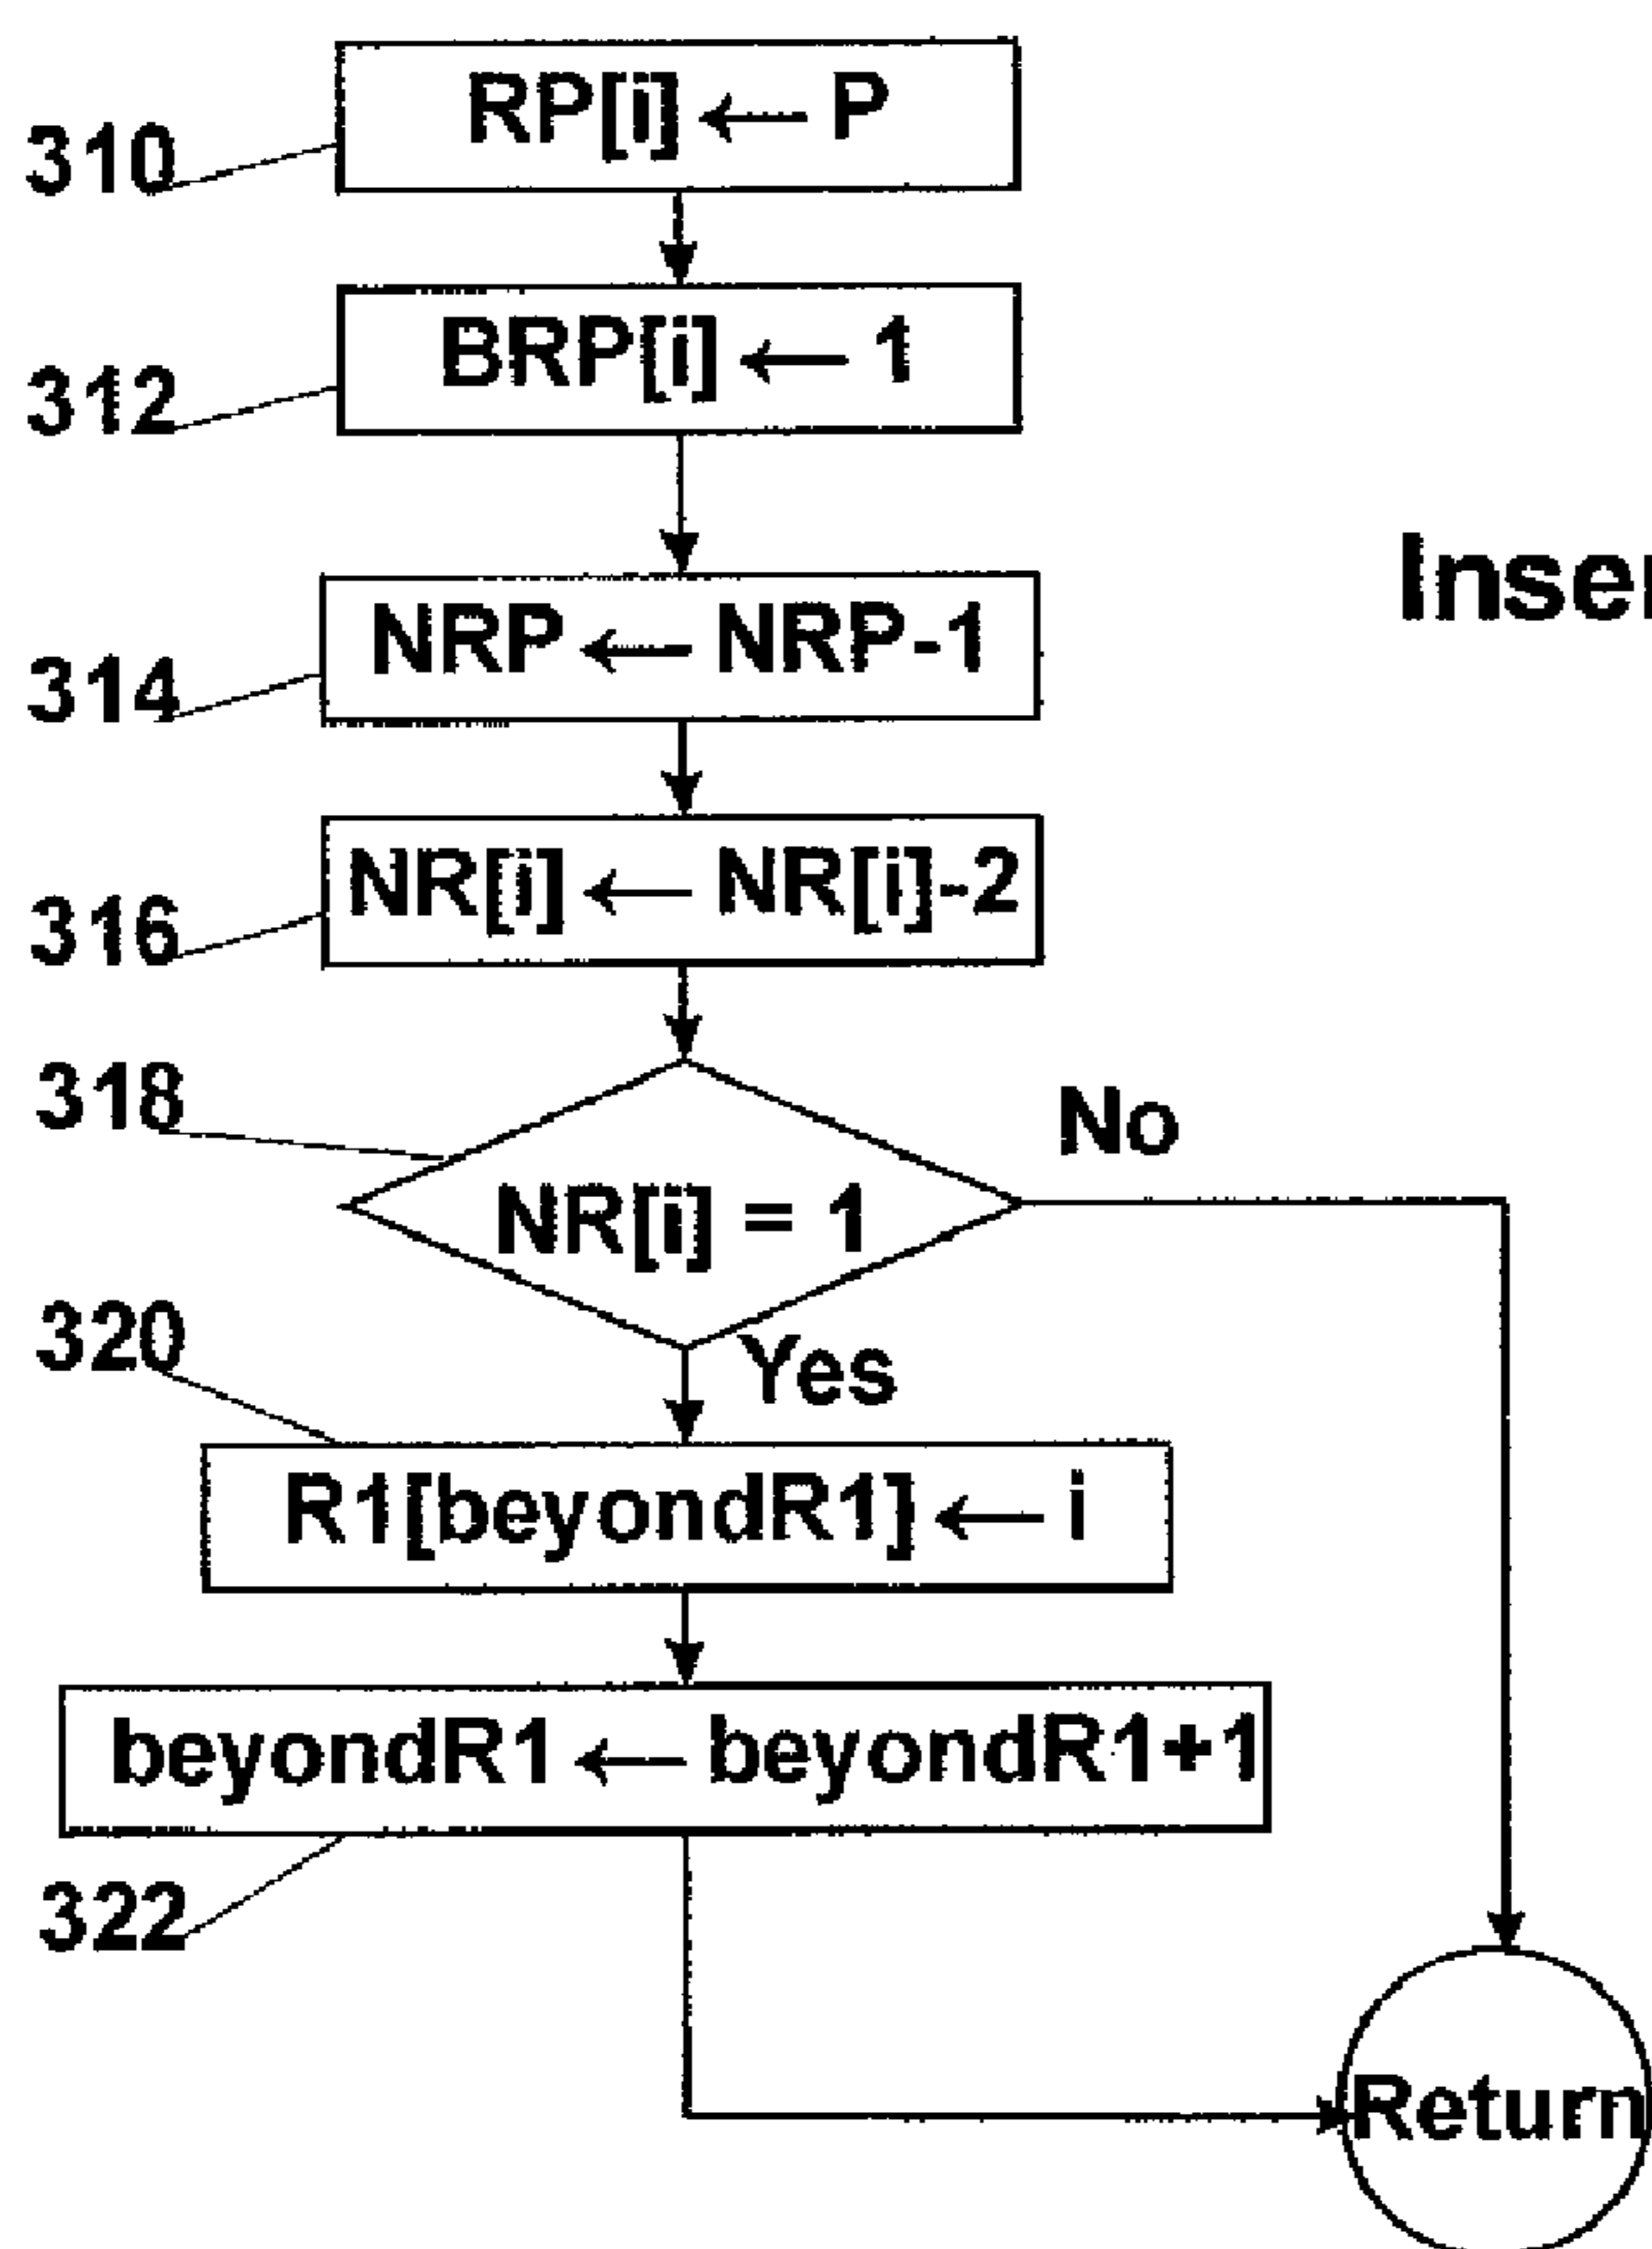 310
RP[i] ← P
312
BRP[i] ← 1
314
NRP ← NRP-1
316
NR[i] ← NR[i]-2
318
NR[i] = 1
No
Yes
320
R1[beyondR1] ← i
beyondR1 ← beyondR1+1
322
Return